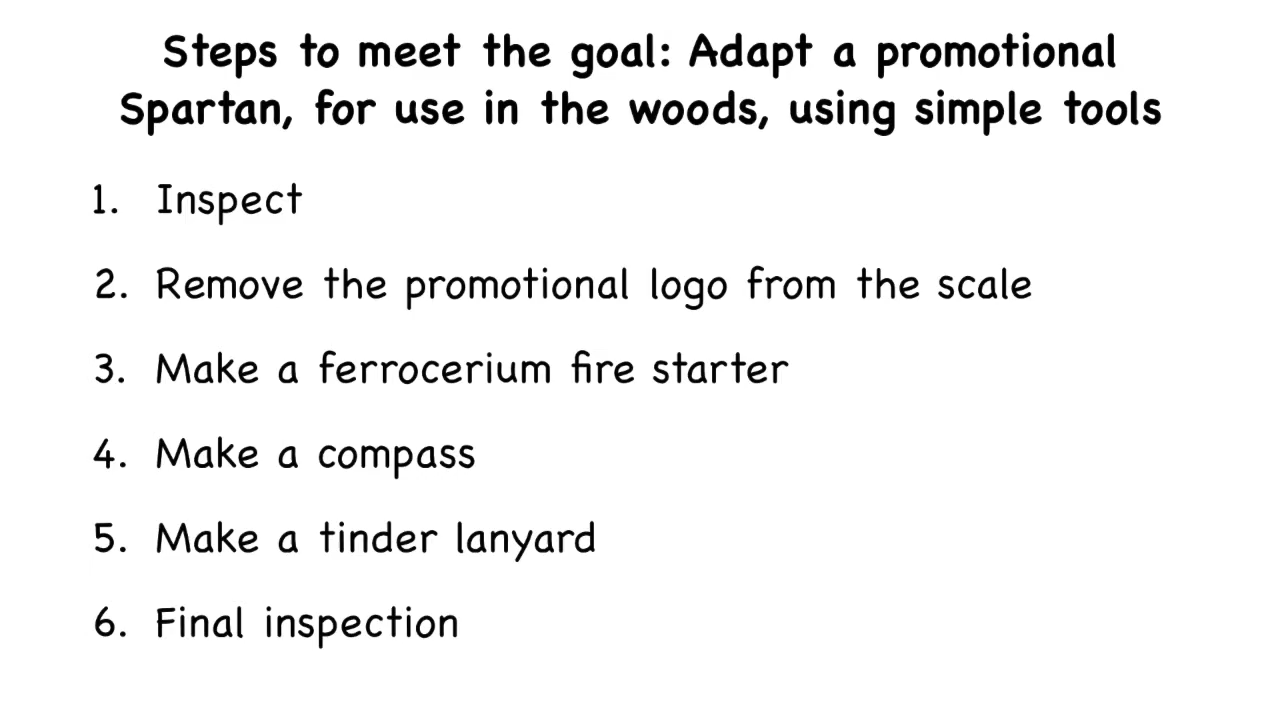 Steps to meet the goal: Adapt a promotional
Spartan, for use in the woods, using simple tools
1. Inspect
2. Remove the promotional logo from the scale
3. Make a ferrocerium fire starter
4. Make a compass
5. Make a tinder lanyard
6. Final inspection